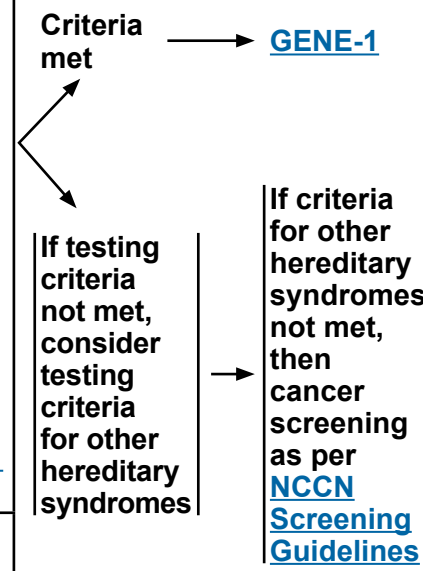 Criteria
met
GENE-1
If testing
criteria
not met,
consider
testing
criteria
for other
hereditary
syndromes
If criteria
for other
hereditary
syndromes
not met,
then
cancer
screening
as per
NCCN
Screening
Guidelines